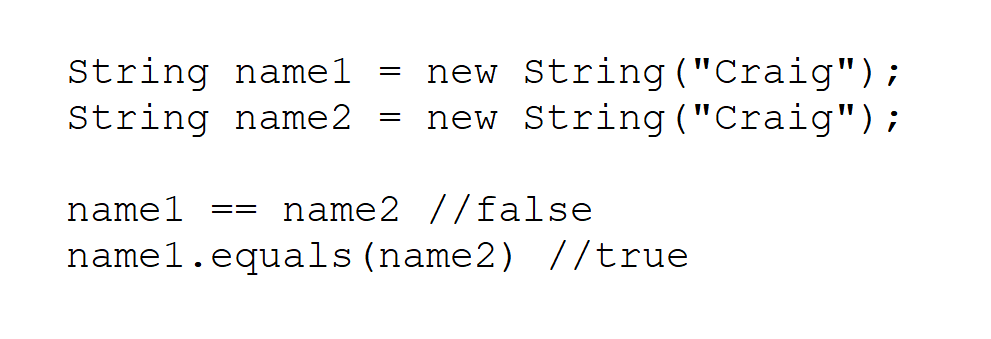 String name1 = new String("Craig");
String name2 = new String("Craig");
name1 == name2 //false
name1.equals(name2) //true